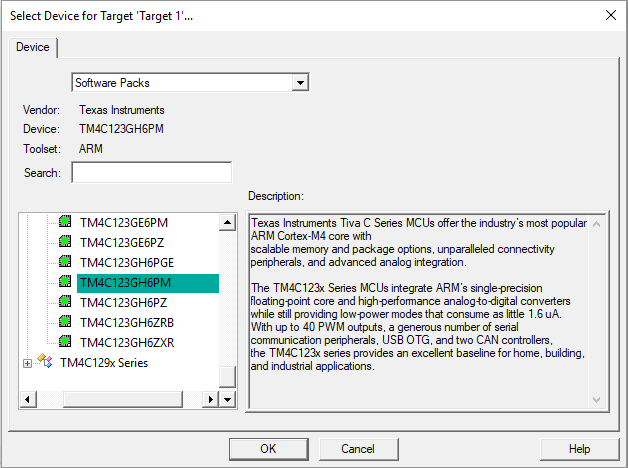 Select Device for Target 'Target 1'...
Device
Software Packs
Vendor: Texas Instruments
Device: TM4C123GH6PM
Toolset: ARM
Search:
TM4C123GE6PM
TM4C123GE6PZ
TM4C123GH6PGE
TM4C123GH6PM
TM4C123GH6PZ
TM4C123GH6ZRB
TM4C123GH6ZXR
TM4C129x Series
Description:
Texas Instruments Tiva C Series MCUs offer the industry's most popular
ARM Cortex-M4 core with
scalable memory and package options, unparalleled connectivity
peripherals, and advanced analog integration.
The TM4C123x Series MCUs integrate ARM's single-precision
floating-point core and high-performance analog-to-digital converters
while still providing low-power modes that consume as little 1.6 uA.
With up to 40 PWM outputs, a generous number of serial
communication peripherals, USB OTG, and two CAN controllers,
the TM4C123x series provides an excellent baseline for home, building,
and industrial applications.
OK
Cancel
Help